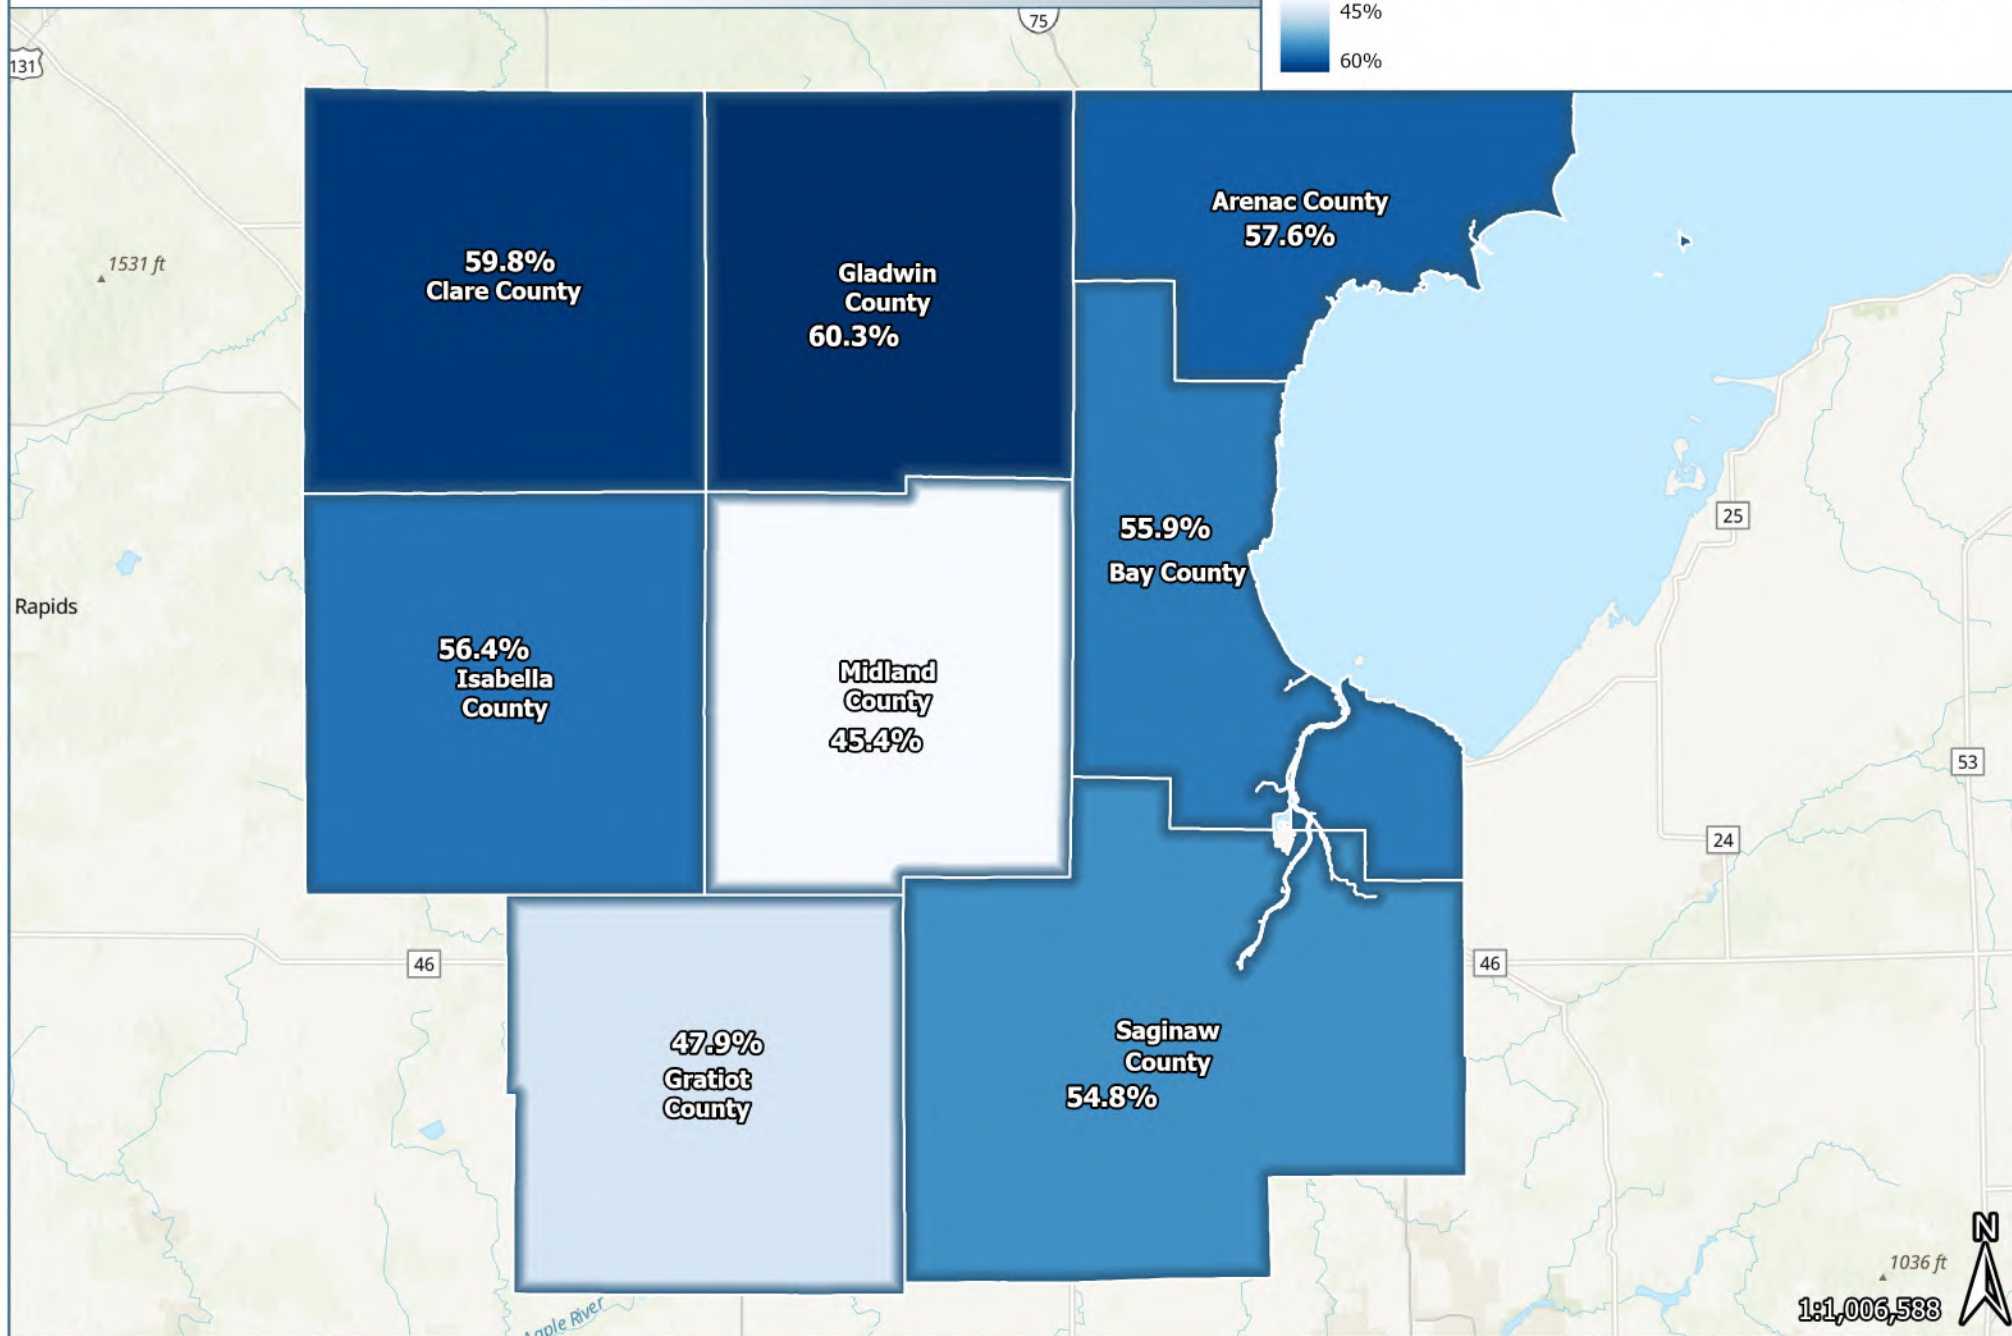 45%
60%
75
131
1531 ft
59.8%
Clare County
Gladwin
County
60.3%
Arenac County
57.6%
55.9%
Bay County
25
Rapids
56.4%
Isabella
County
Midland
County
45.4%
53
24
46
46
47.9%
Gratiot
County
Saginaw
County
54.8%
N
1036 ft
1:1,006,588
River